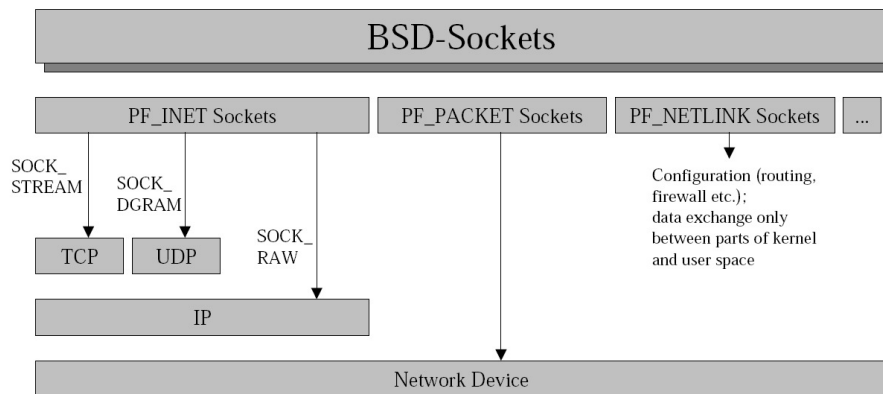 BSD-Sockets
PF_INET Sockets
PF_PACKET Sockets
PF_NETLINK Sockets
...
SOCK_
STREAM
SOCK_
DGRAM
SOCK_
RAW
Configuration (routing,
firewall etc.);
data exchange only
between parts of kernel
and user space
TCP
UDP
IP
Network Device